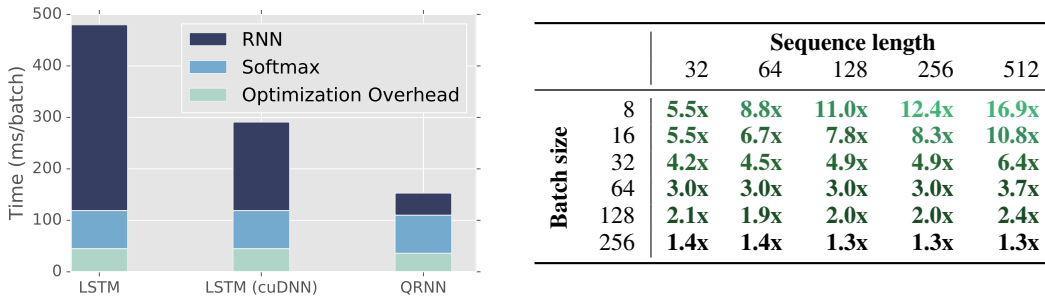 500
400
300
200
100
0
Time (ms/batch)
RNN
Softmax
Optimization Overhead
LSTM LSTM (cuDNN) QRNN
Sequence length
32 64 128 256 512
Batch size
8 5.5x 8.8x 11.0x 12.4x 16.9x
16 5.5x 6.7x 7.8x 8.3x 10.8x
32 4.2x 4.5x 4.9x 4.9x 6.4x
64 3.0x 3.0x 3.0x 3.0x 3.7x
128 2.1x 1.9x 2.0x 2.0x 2.4x
256 1.4x 1.4x 1.3x 1.3x 1.3x